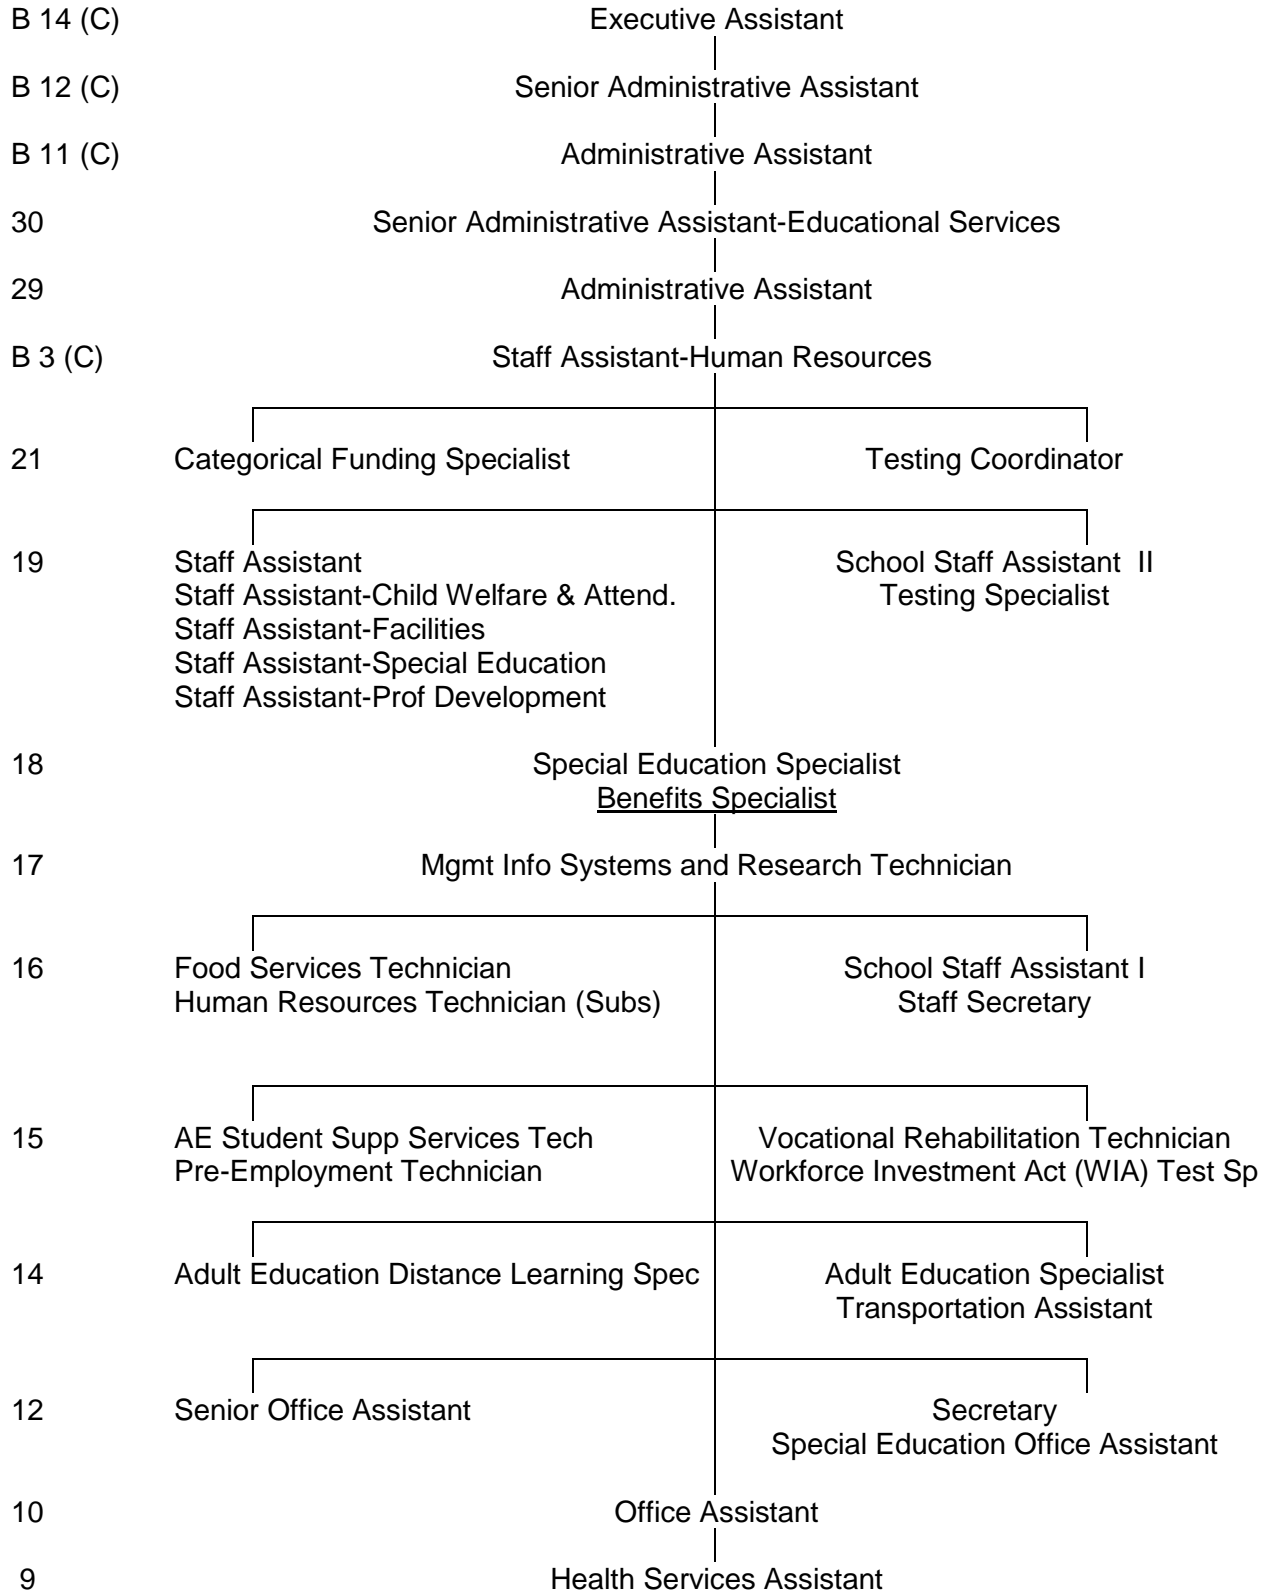 B 14 (C) Executive Assistant
B 12 (C) Senior Administrative Assistant
B 11 (C) Administrative Assistant
30 Senior Administrative Assistant-Educational Services
29 Administrative Assistant
B 3 (C) Staff Assistant-Human Resources
21 Categorical Funding Specialist Testing Coordinator
19 Staff Assistant School Staff Assistant II
Staff Assistant-Child Welfare & Attend. Testing Specialist
Staff Assistant-Facilities
Staff Assistant-Special Education
Staff Assistant-Prof Development
18 Special Education Specialist
Benefits Specialist
17 Mgmt Info Systems and Research Technician
16 Food Services Technician School Staff Assistant I
Human Resources Technician (Subs) Staff Secretary
15 AE Student Supp Services Tech Vocational Rehabilitation Technician
Pre-Employment Technician Workforce Investment Act (WIA) Test Sp
14 Adult Education Distance Learning Spec Adult Education Specialist
Transportation Assistant
12 Senior Office Assistant Secretary
Special Education Office Assistant
10 Office Assistant
9 Health Services Assistant